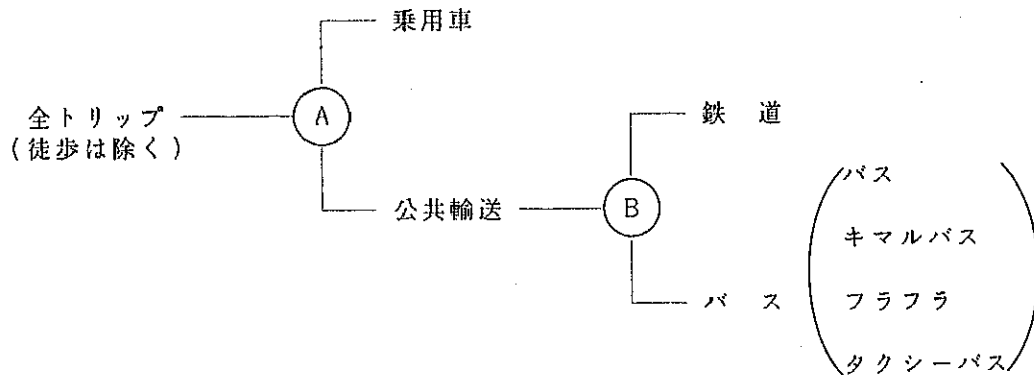 乗用車
全トリップ
(徒歩は除く)
A
公共輸送
鉄 道
B
バ ス
バス
キマルバス
フラフラ
タクシーバス